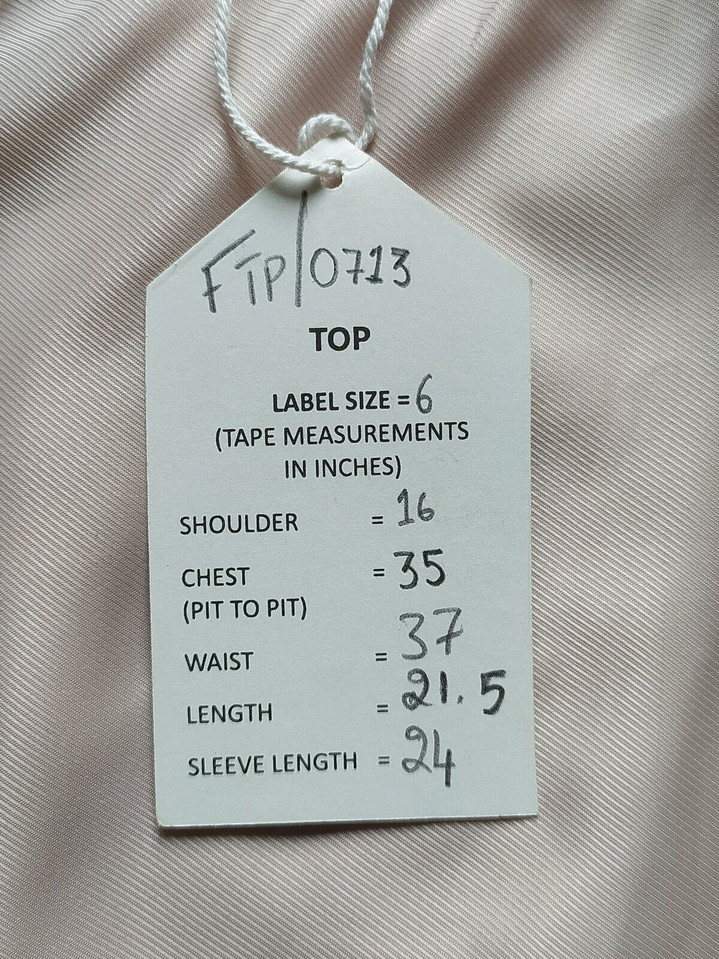 FTP/0713
TOP
LABEL SIZE = 6
(TAPE MEASUREMENTS
IN INCHES)
SHOULDER = 16
CHEST = 35
(PIT TO PIT)
WAIST = 37
LENGTH = 21.5
SLEEVE LENGTH = 24